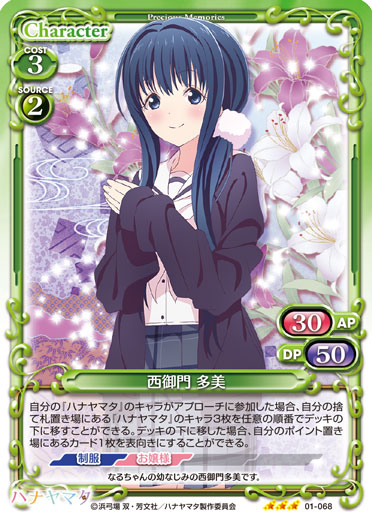 Precious Memories
Character
COST
3
SOURCE
2
30 AP
DP 50
西御門 多美
自分の『ハナヤマタ』のキャラがアプローチに参加した場合、自分の捨
て札置き場にある『ハナヤマタ』のキャラ3枚を任意の順番でデッキの
下に移すことができる。デッキの下に移した場合、自分のポイント置き
場にあるカード1枚を表向きにすることができる。
制服 お嬢様
なるちゃんの幼なじみの西御門多美です。
ハナヤマタ
©浜弓場 双・芳文社／ハナヤマタ製作委員会
01-068